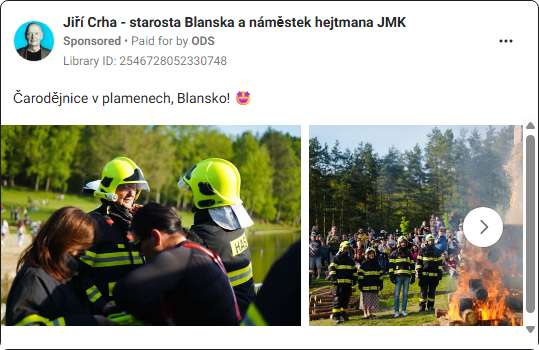 Jiří Crha - starosta Blanska a náměstek hejtmana JMK
Sponsored • Paid for by ODS
Library ID: 2546728052330748
Čarodějnice v plamenech, Blansko! 🤩